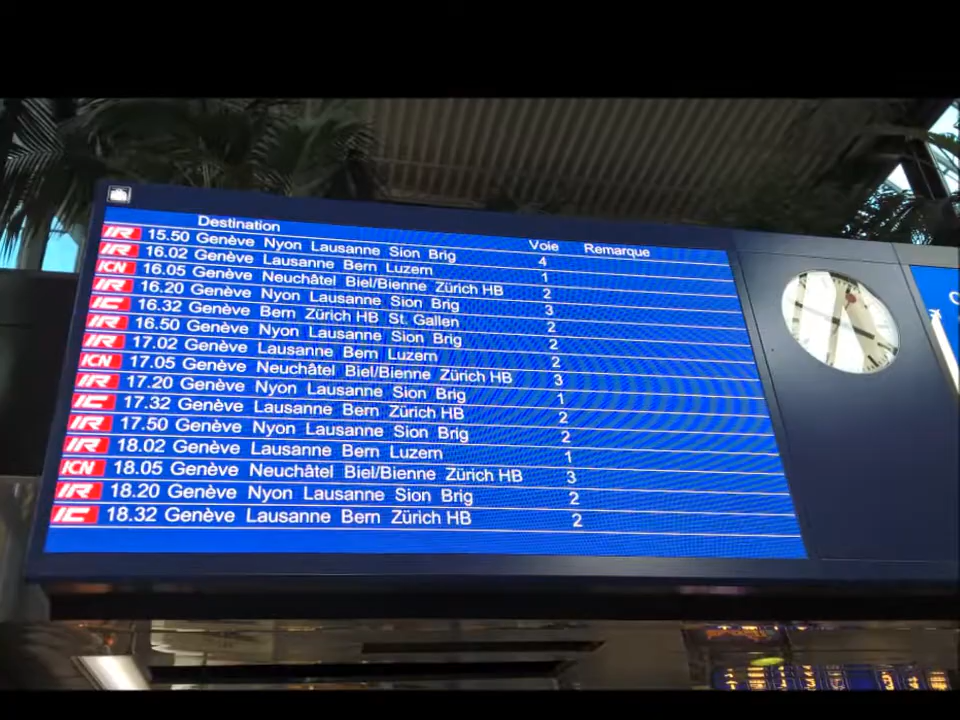 Destination Voie Remarque
IR 15.50 Genève Nyon Lausanne Sion Brig 4
IR 16.02 Genève Lausanne Bern Luzern 1
ICN 16.05 Genève Neuchâtel Biel/Bienne Zürich HB 2
IR 16.20 Genève Nyon Lausanne Sion Brig 3
IC 16.32 Genève Bern Zürich HB St. Gallen 2
IR 16.50 Genève Nyon Lausanne Sion Brig 2
IR 17.02 Genève Lausanne Bern Luzern 2
ICN 17.05 Genève Neuchâtel Biel/Bienne Zürich HB 3
IR 17.20 Genève Nyon Lausanne Sion Brig 1
IC 17.32 Genève Lausanne Bern Zürich HB 2
IR 17.50 Genève Nyon Lausanne Sion Brig 2
IR 18.02 Genève Lausanne Bern Luzern 1
ICN 18.05 Genève Neuchâtel Biel/Bienne Zürich HB 3
IR 18.20 Genève Nyon Lausanne Sion Brig 2
IC 18.32 Genève Lausanne Bern Zürich HB 2